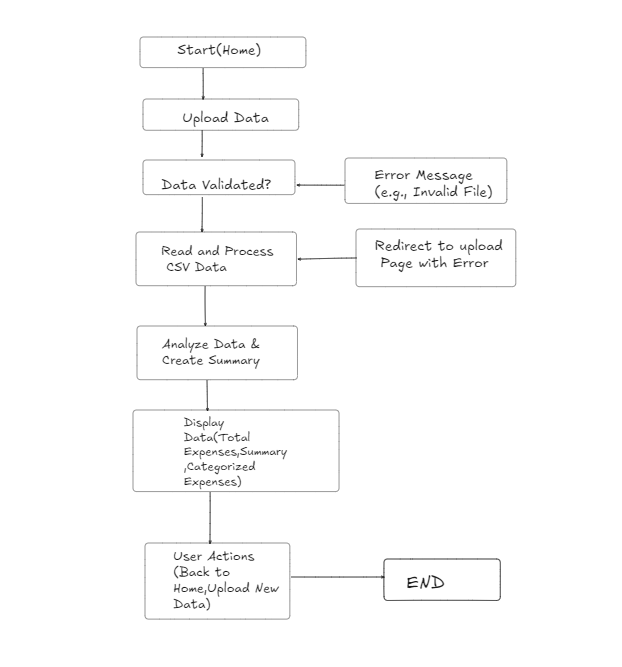 Start(Home)
Upload Data
Data Validated?
Error Message
(e.g., Invalid File)
Read and Process
CSV Data
Redirect to upload
Page with Error
Analyze Data &
Create Summary
Display
Data(Total
Expenses,Summary
,Categorized
Expenses)
User Actions
(Back to
Home,Upload New
Data)
END